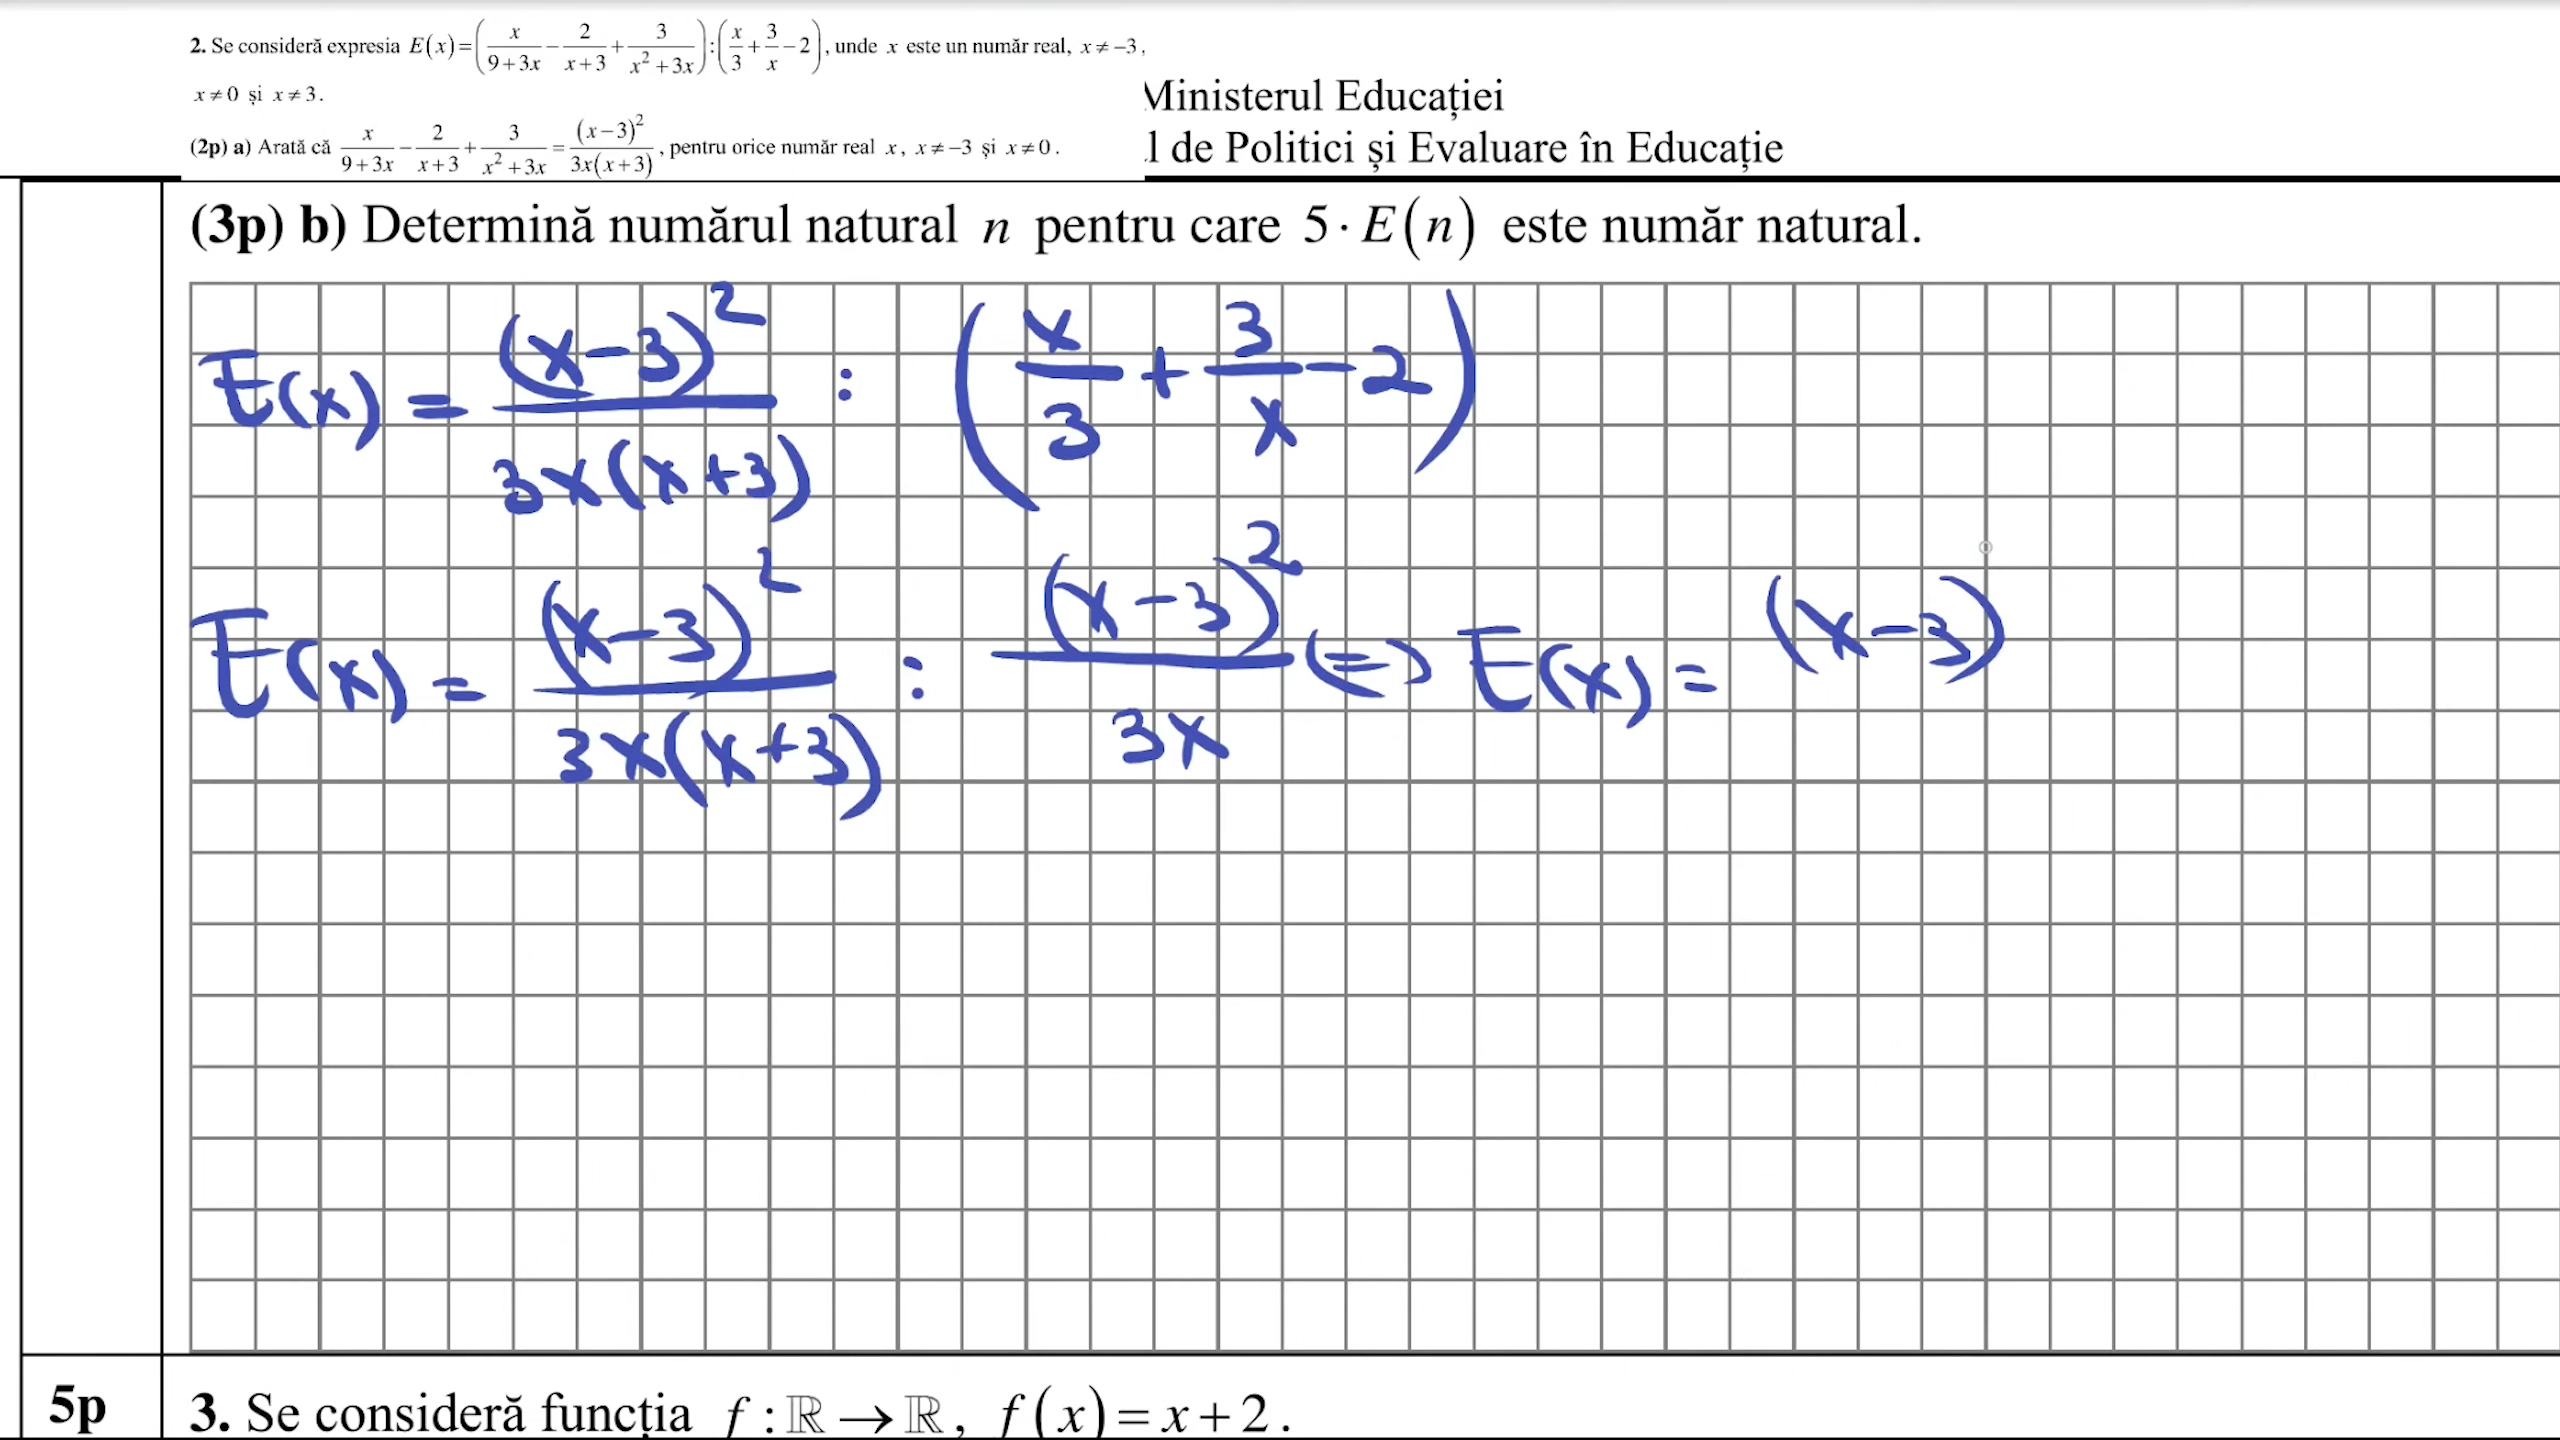 2. Se consideră expresia E(x)=(x/(9+3x) − 2/(x+3) + 3/(x²+3x)):(x/3 + 3/x − 2), unde x este un număr real, x≠−3,
x≠0 și x≠3.
Ministerul Educației
(2p) a) Arată că x/(9+3x) − 2/(x+3) + 3/(x²+3x) = (x−3)²/(3x(x+3)), pentru orice număr real x, x≠−3 și x≠0.
l de Politici și Evaluare în Educație
(3p) b) Determină numărul natural n pentru care 5·E(n) este număr natural.
E(x) = (x−3)²/(3x(x+3)) : (x/3 + 3/x − 2)
E(x) = (x−3)²/(3x(x+3)) : (x−3)²/(3x) (=) E(x) = (x−3)
5p
3. Se consideră funcția f:ℝ→ℝ, f(x)=x+2.